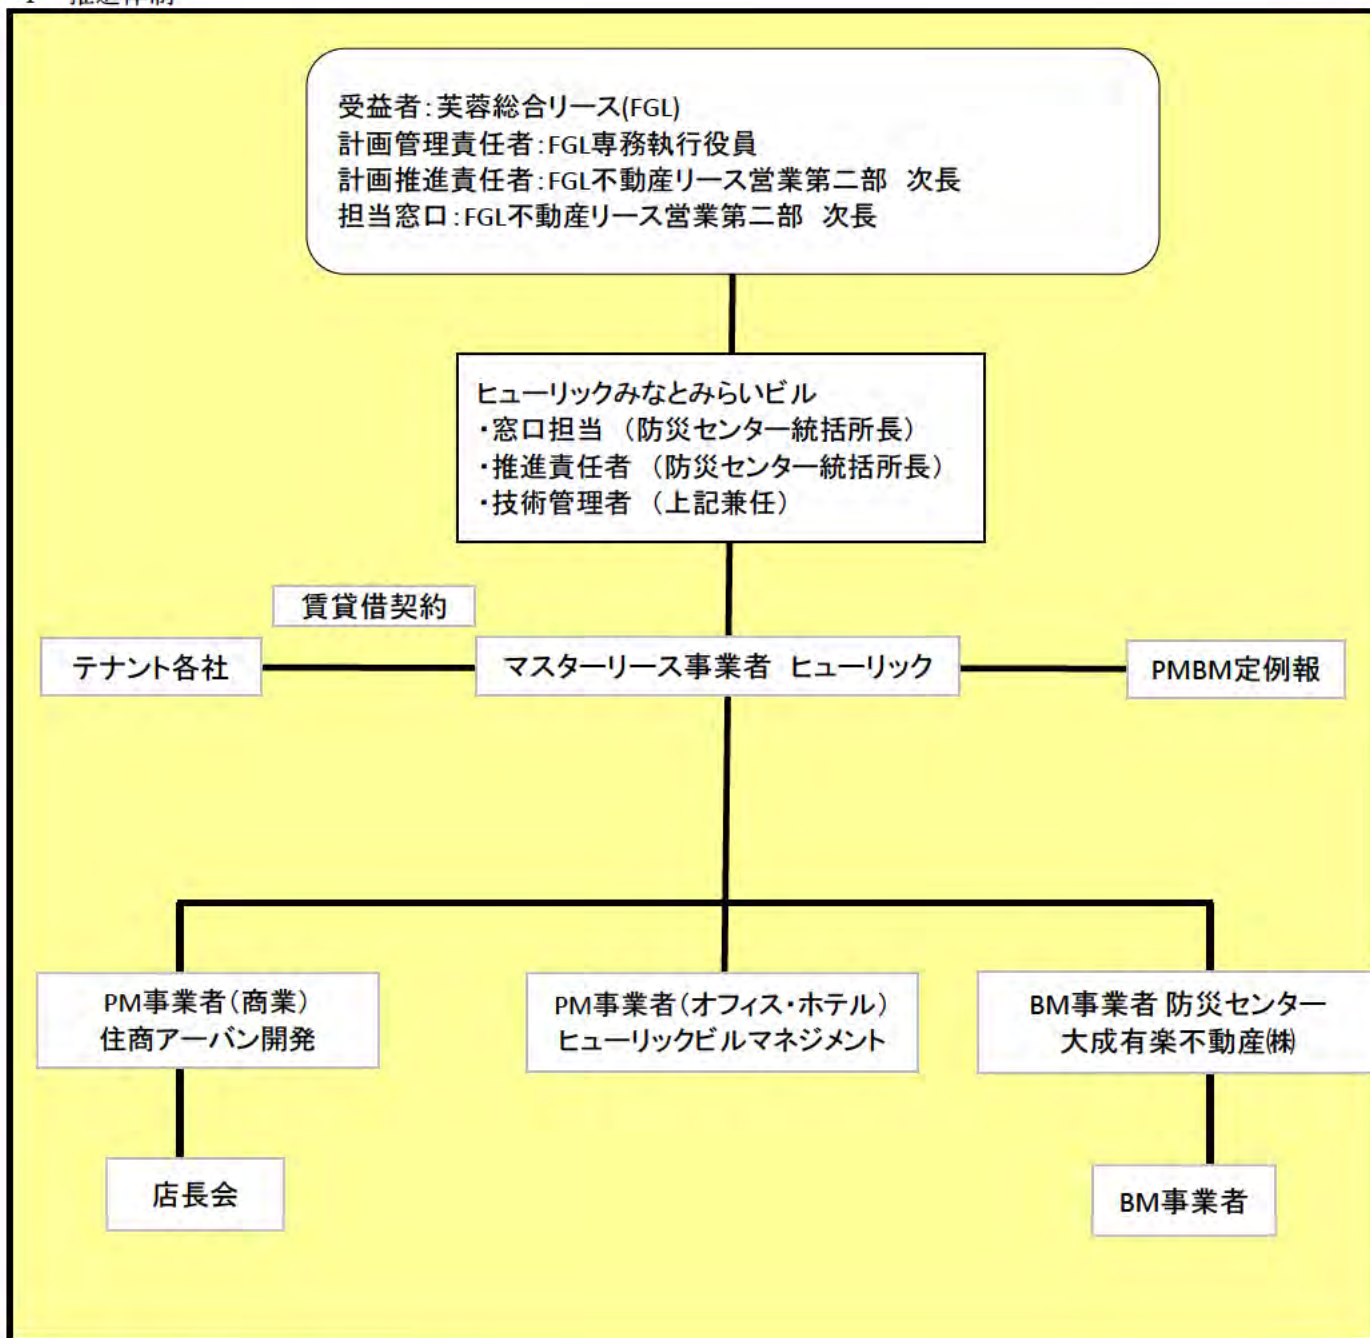 推進体制
受益者:芙蓉総合リース(FGL)
計画管理責任者:FGL専務執行役員
計画推進責任者:FGL不動産リース営業第二部 次長
担当窓口:FGL不動産リース営業第二部 次長
ヒューリックみなとみらいビル
・窓口担当 (防災センター統括所長)
・推進責任者 (防災センター統括所長)
・技術管理者 (上記兼任)
賃貸借契約
テナント各社
マスターリース事業者 ヒューリック
PMBM定例報
PM事業者(商業)
住商アーバン開発
PM事業者(オフィス・ホテル)
ヒューリックビルマネジメント
BM事業者 防災センター
大成有楽不動産㈱
店長会
BM事業者